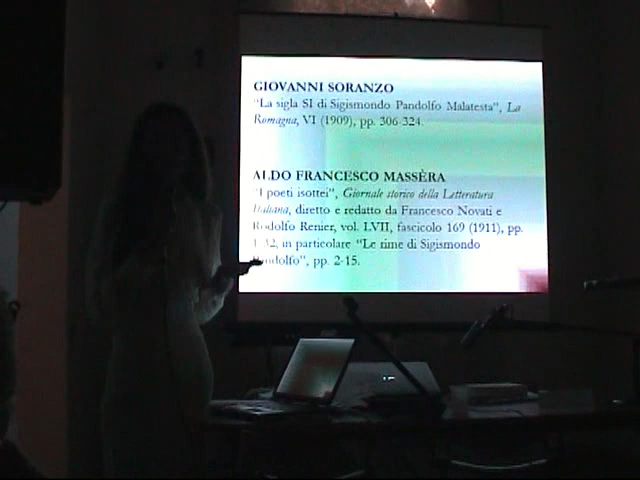 GIOVANNI SORANZO
"La sigla SI di Sigismondo Pandolfo Malatesta", La
Romagna, VI (1909), pp. 306-324.
ALDO FRANCESCO MASSÈRA
"I poeti isottei", Giornale storico della Letteratura
Italiana, diretto e redatto da Francesco Novati e
Rodolfo Renier, vol. LVII, fascicolo 169 (1911), pp.
1-32, in particolare "Le rime di Sigismondo
Pandolfo", pp. 2-15.